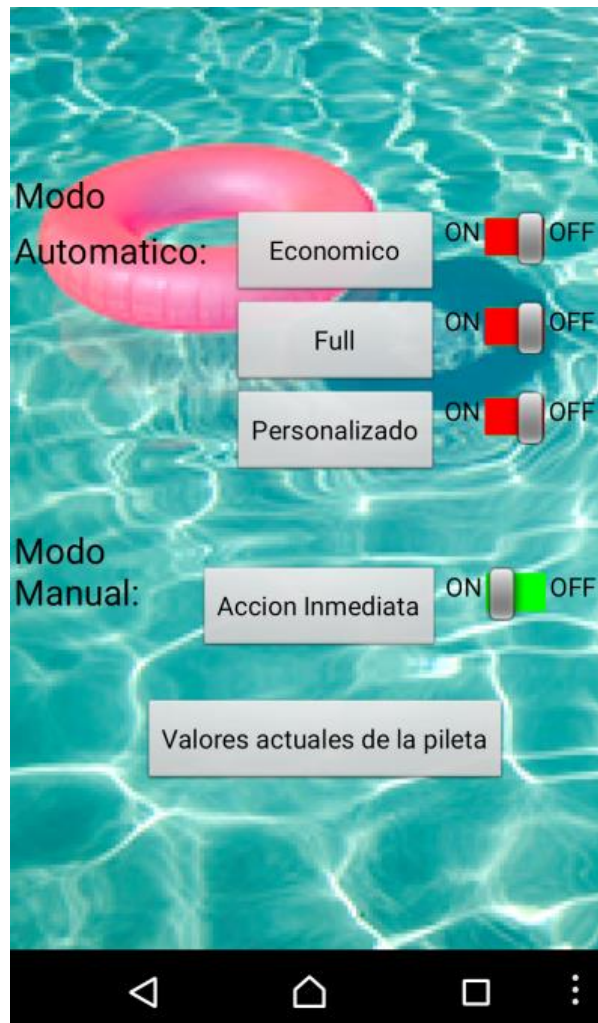 Modo
Automatico:
Economico
ON OFF
Full
ON OFF
Personalizado
ON OFF
Modo
Manual:
Accion Inmediata
ON OFF
Valores actuales de la pileta